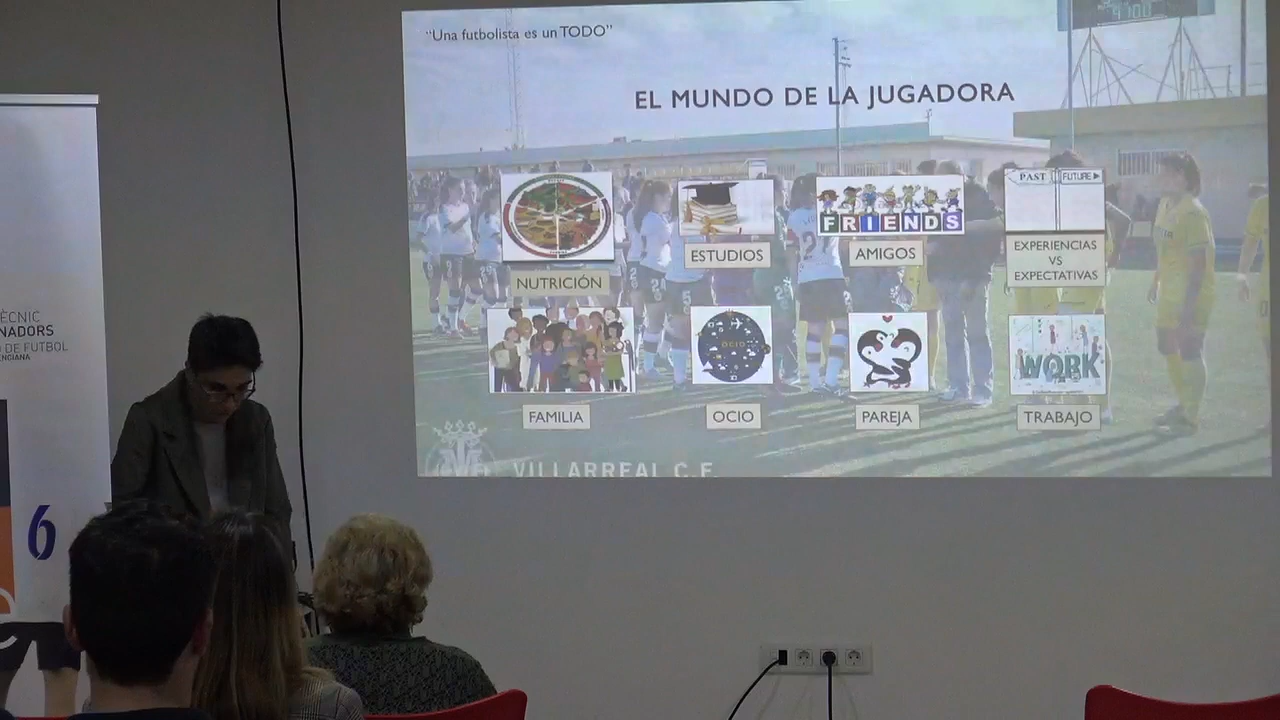 “Una futbolista es un TODO”
EL MUNDO DE LA JUGADORA
PAST
FUTURE
FRIENDS
ESTUDIOS
AMIGOS
EXPERIENCIAS
VS
EXPECTATIVAS
NUTRICIÓN
OCIO
WORK
FAMILIA
OCIO
PAREJA
TRABAJO
VILLARREAL C.F
ÈCNIC
NADORS
DE FUTBOL
ENCIANA
6